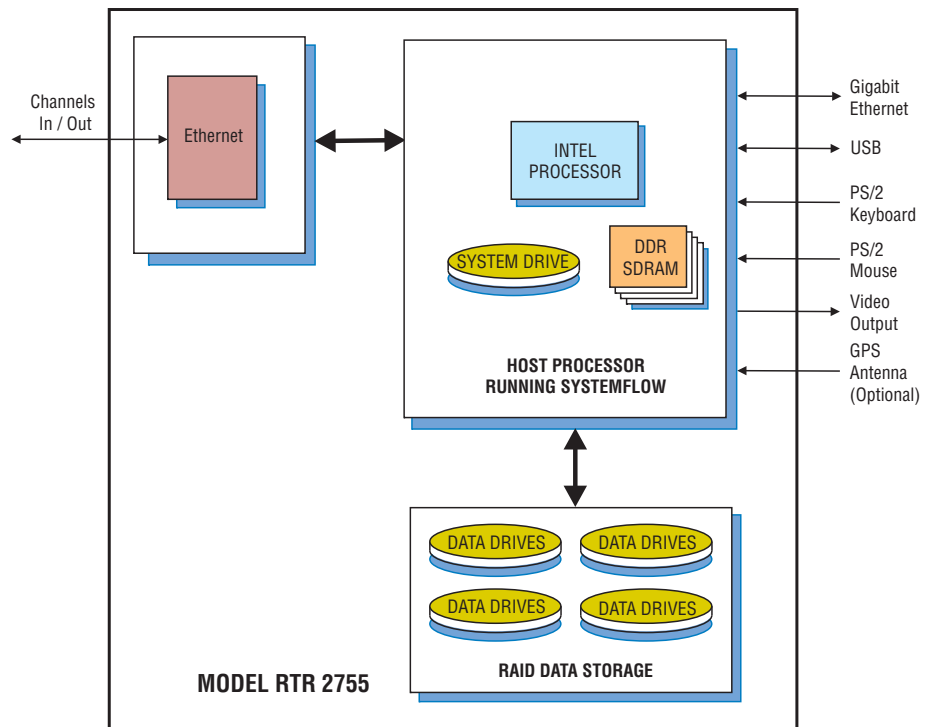 Channels
In / Out
Ethernet
INTEL
PROCESSOR
SYSTEM DRIVE
DDR
SDRAM
HOST PROCESSOR
RUNNING SYSTEMFLOW
Gigabit
Ethernet
USB
PS/2
Keyboard
PS/2
Mouse
Video
Output
GPS
Antenna
(Optional)
DATA DRIVES
DATA DRIVES
DATA DRIVES
DATA DRIVES
RAID DATA STORAGE
MODEL RTR 2755